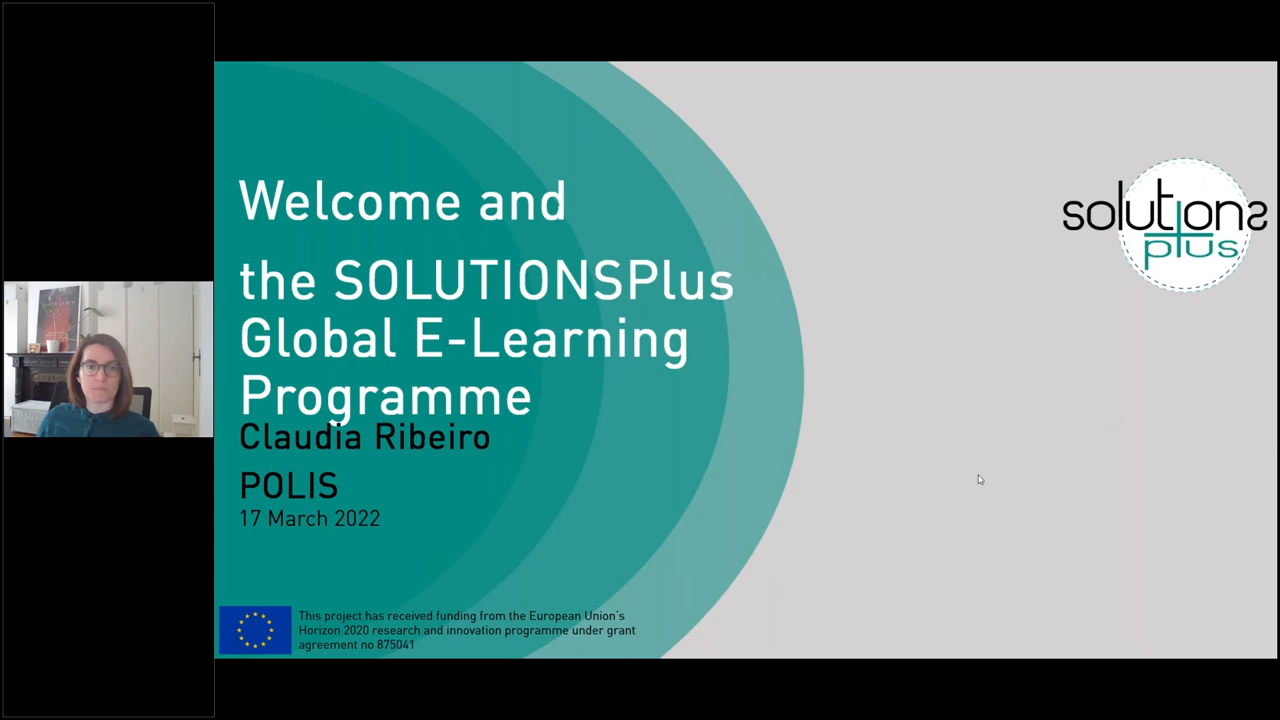 Welcome and
the SOLUTIONSPlus
Global E-Learning
Programme
Claudia Ribeiro
POLIS
17 March 2022
This project has received funding from the European Union's
Horizon 2020 research and innovation programme under grant
agreement no 875041
solutions
plus